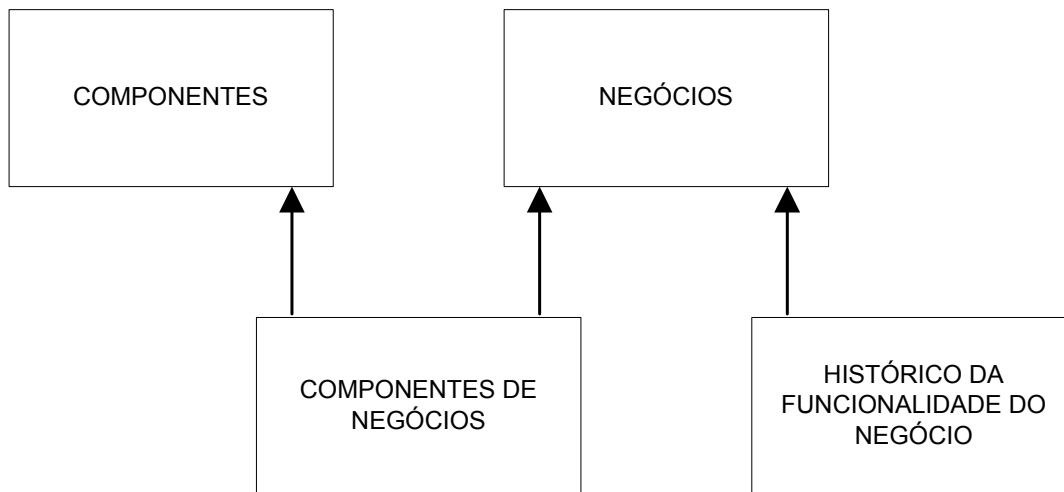 COMPONENTES
NEGÓCIOS
COMPONENTES DE
NEGÓCIOS
HISTÓRICO DA
FUNCIONALIDADE DO
NEGÓCIO